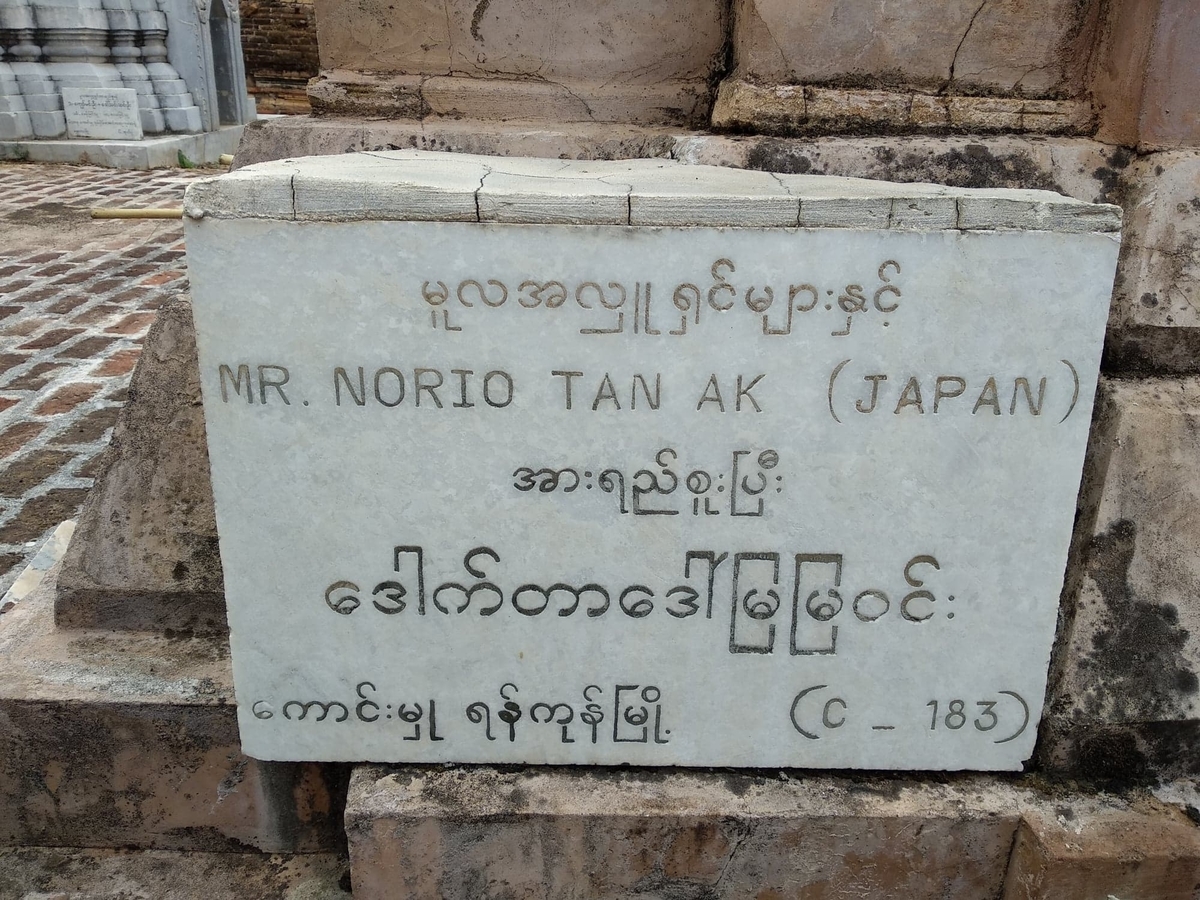 မူလအလှူရှင်များနှင့်
MR. NORIO TAN AK (JAPAN)
အားရည်စူးပြီး
ဒေါက်တာဒေါ်မြမြဝင်း
ကောင်းမှု ရန်ကုန်မြို့ (C _ 183)